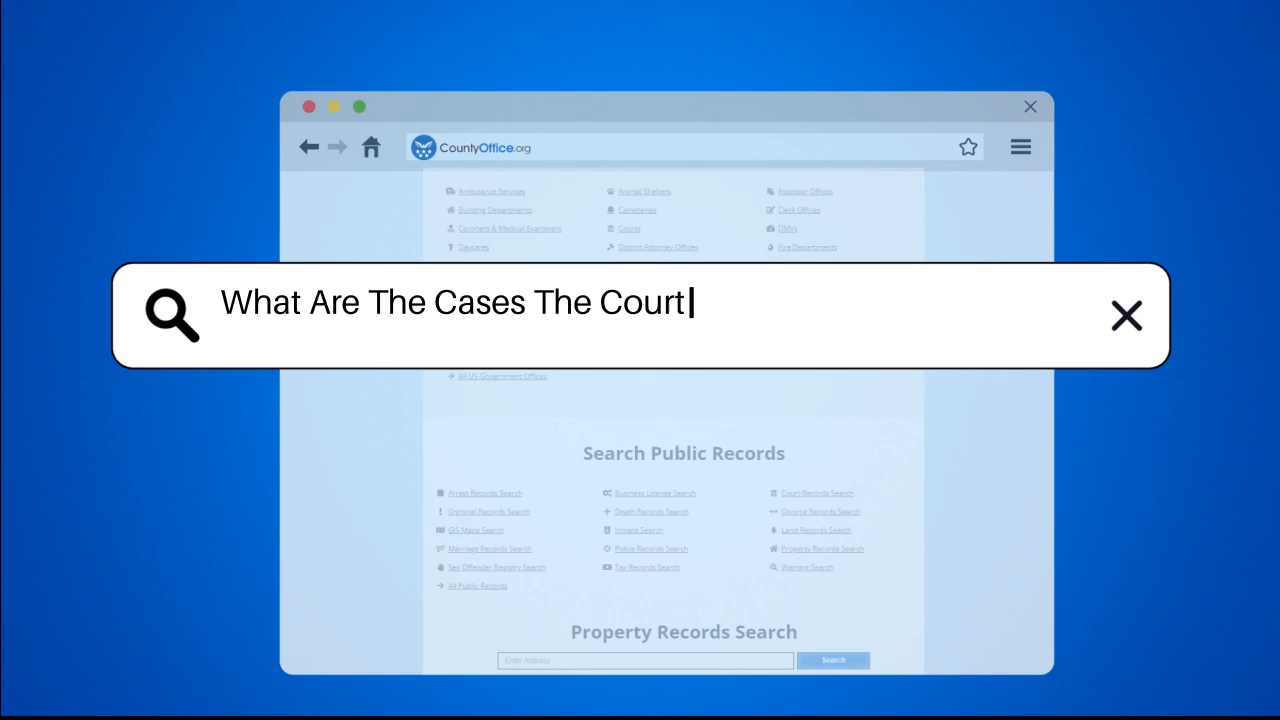 CountyOffice.org
Ambulance Services
Animal Shelters
Assessor Offices
Building Departments
Cemeteries
Clerk Offices
Coroners & Medical Examiners
Courts
DMVs
Daycares
District Attorney Offices
Fire Departments
What Are The Cases The Court
All US Government Offices
Search Public Records
Arrest Records Search
Business License Search
Court Records Search
Criminal Records Search
Death Records Search
Divorce Records Search
GIS Maps Search
Inmate Search
Land Records Search
Marriage Records Search
Police Records Search
Property Records Search
Sex Offender Registry Search
Tax Records Search
Warrant Search
All Public Records
Property Records Search
Enter Address
Search